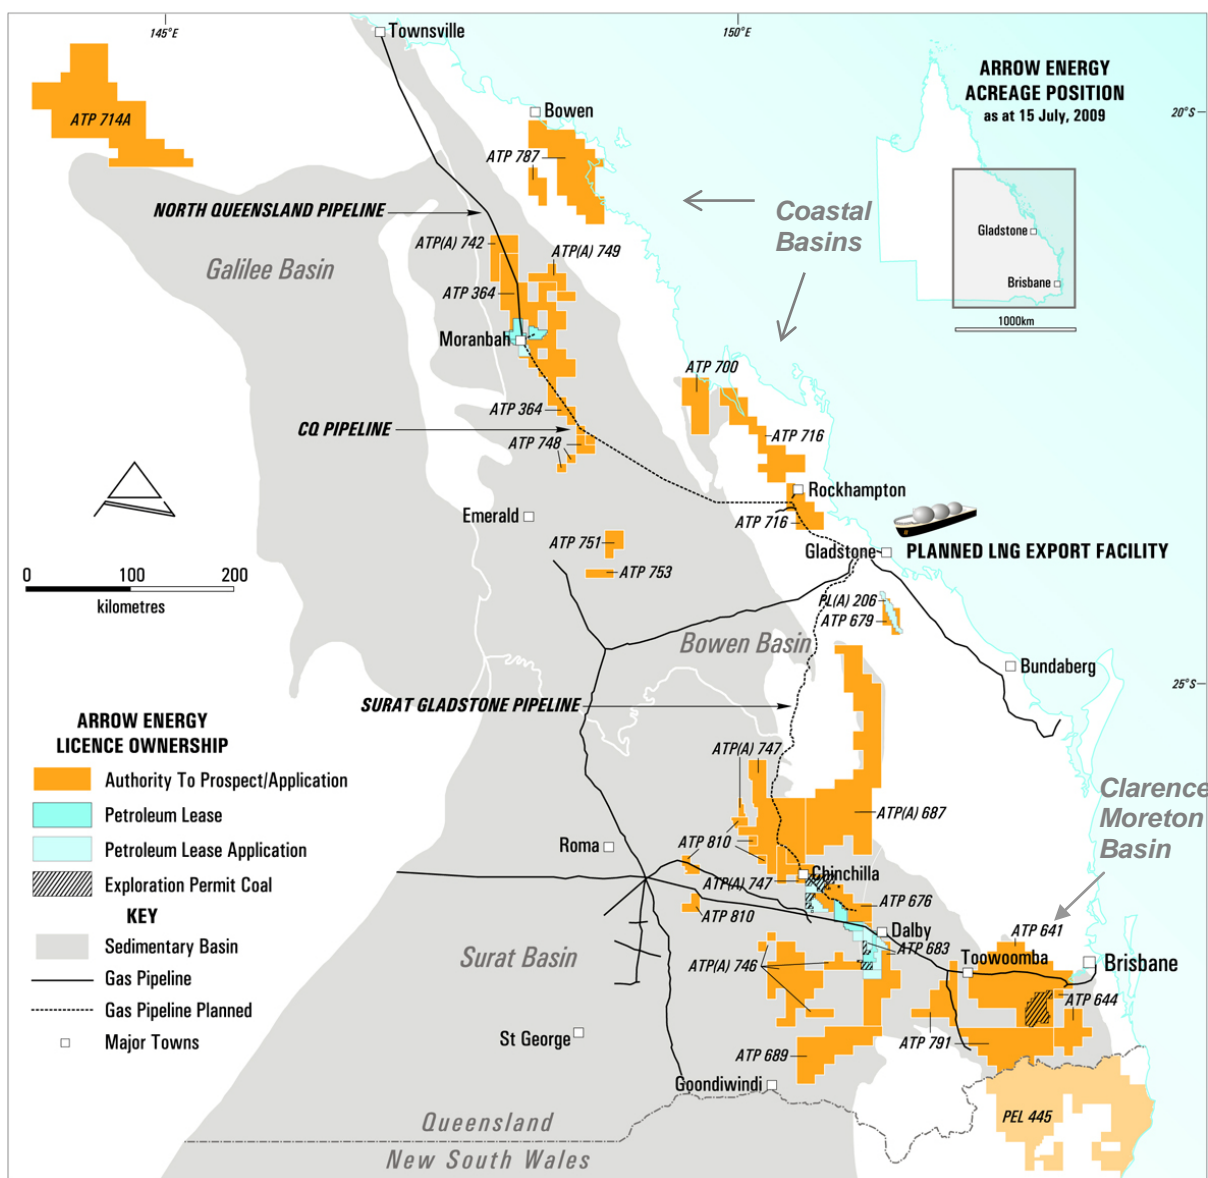 145°E
150°E
Townsville
ARROW ENERGY
ACREAGE POSITION
as at 15 July, 2009
20°S
Bowen
ATP 714A
ATP 787
NORTH QUEENSLAND PIPELINE
Coastal
Basins
Gladstone
Brisbane
1000km
ATP(A) 742
ATP(A) 749
Galilee Basin
ATP 364
Moranbah
ATP 700
ATP 364
CQ PIPELINE
ATP 748
ATP 716
Rockhampton
Emerald
ATP 716
ATP 751
Gladstone
PLANNED LNG EXPORT FACILITY
ATP 753
0 100 200
kilometres
PL(A) 206
ATP 679
Bowen Basin
Bundaberg
25°S
SURAT GLADSTONE PIPELINE
ARROW ENERGY
LICENCE OWNERSHIP
Authority To Prospect/Application
Petroleum Lease
Petroleum Lease Application
Exploration Permit Coal
KEY
Sedimentary Basin
Gas Pipeline
Gas Pipeline Planned
Major Towns
ATP(A) 747
Clarence
Moreton
Basin
ATP(A) 687
ATP 810
Roma
Chinchilla
ATP(A) 747
ATP 676
ATP 810
Dalby
ATP 641
ATP 683
Surat Basin
ATP(A) 746
Toowoomba
Brisbane
ATP 644
St George
ATP 689
ATP 791
Goondiwindi
PEL 445
Queensland
New South Wales